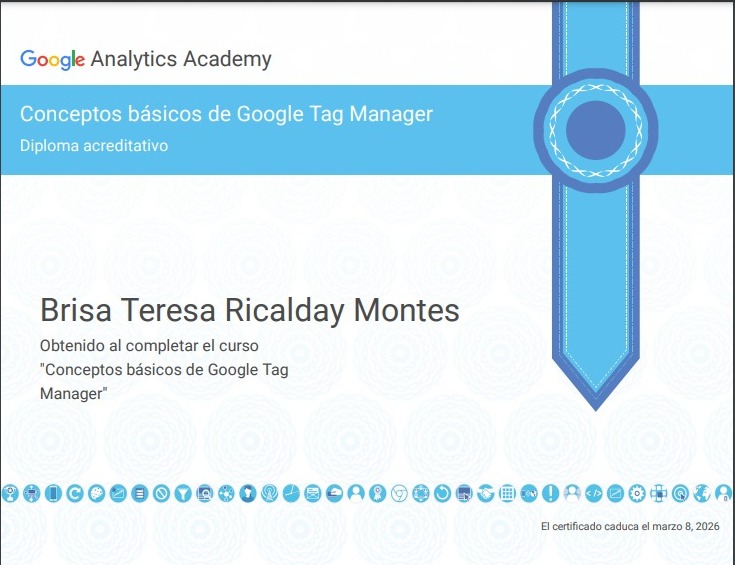 Google Analytics Academy
Conceptos básicos de Google Tag Manager
Diploma acreditativo
Brisa Teresa Ricalday Montes
Obtenido al completar el curso
"Conceptos básicos de Google Tag
Manager"
El certificado caduca el marzo 8, 2026